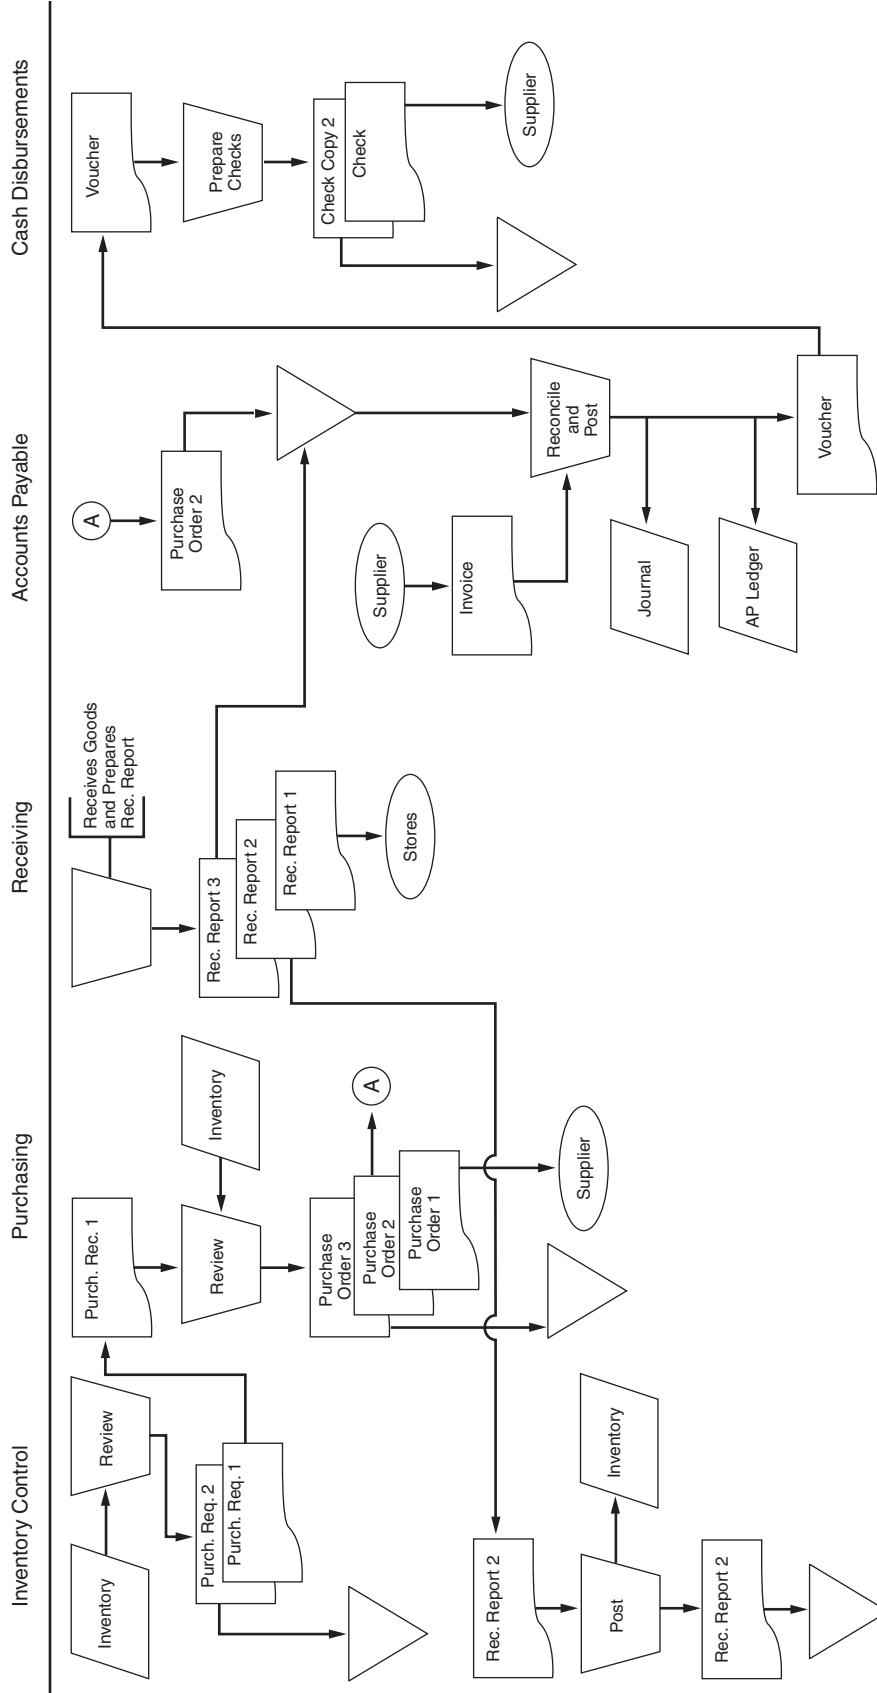 Inventory Control
Purchasing
Receiving
Accounts Payable
Cash Disbursements
Inventory
Review
Purch. Req. 2
Purch. Req. 1
Rec. Report 2
Post
Inventory
Rec. Report 2
Purch. Rec. 1
Review
Inventory
Purchase
Order 3
Purchase
Order 2
Purchase
Order 1
A
Supplier
Receives Goods
and Prepares
Rec. Report
Rec. Report 3
Rec. Report 2
Rec. Report 1
Stores
A
Purchase
Order 2
Supplier
Invoice
Reconcile
and
Post
Journal
AP Ledger
Voucher
Voucher
Prepare
Checks
Check Copy 2
Check
Supplier